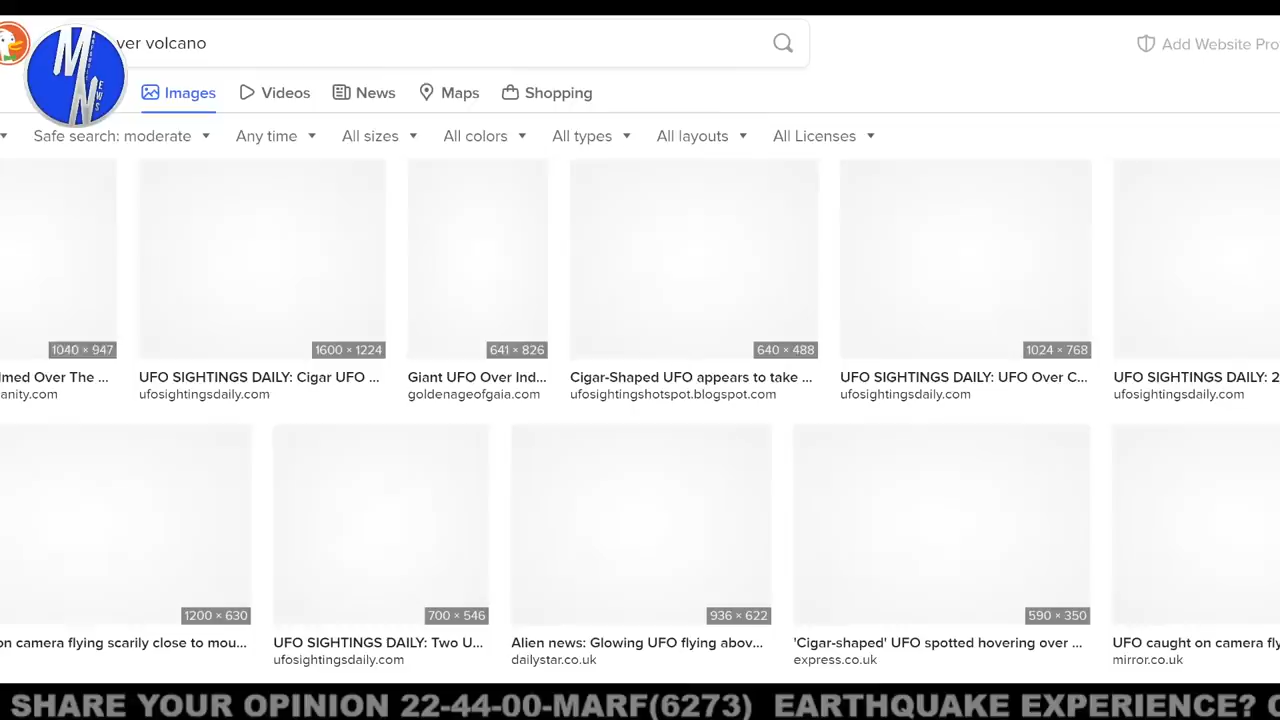 ver volcano
Add Website Pro
MN
EWS
Images Videos News Maps Shopping
Safe search: moderate Any time All sizes All colors All types All layouts All Licenses
1040 × 947 1600 × 1224 641 × 826 640 × 488 1024 × 768
lmed Over The ... UFO SIGHTINGS DAILY: Cigar UFO ... Giant UFO Over Ind... Cigar-Shaped UFO appears to take ... UFO SIGHTINGS DAILY: UFO Over C... UFO SIGHTINGS DAILY: 2
anity.com ufosightingsdaily.com goldenageofgaia.com ufosightingshotspot.blogspot.com ufosightingsdaily.com ufosightingsdaily.com
1200 × 630 700 × 546 936 × 622 590 × 350
on camera flying scarily close to mou... UFO SIGHTINGS DAILY: Two U... Alien news: Glowing UFO flying abov... 'Cigar-shaped' UFO spotted hovering over ... UFO caught on camera fly
ufosightingsdaily.com dailystar.co.uk express.co.uk mirror.co.uk
SHARE YOUR OPINION 22-44-00-MARF(6273) EARTHQUAKE EXPERIENCE?